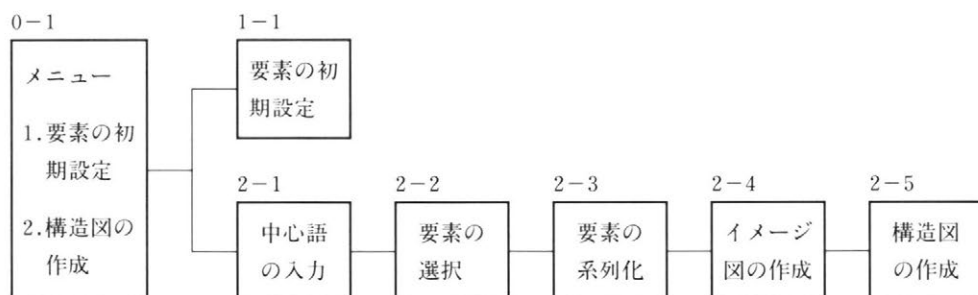 0-1
メニュー
1.要素の初
期設定
2.構造図の
作成
1-1
要素の初
期設定
2-1
中心語
の入力
2-2
要素の
選択
2-3
要素の
系列化
2-4
イメージ
図の作成
2-5
構造図
の作成